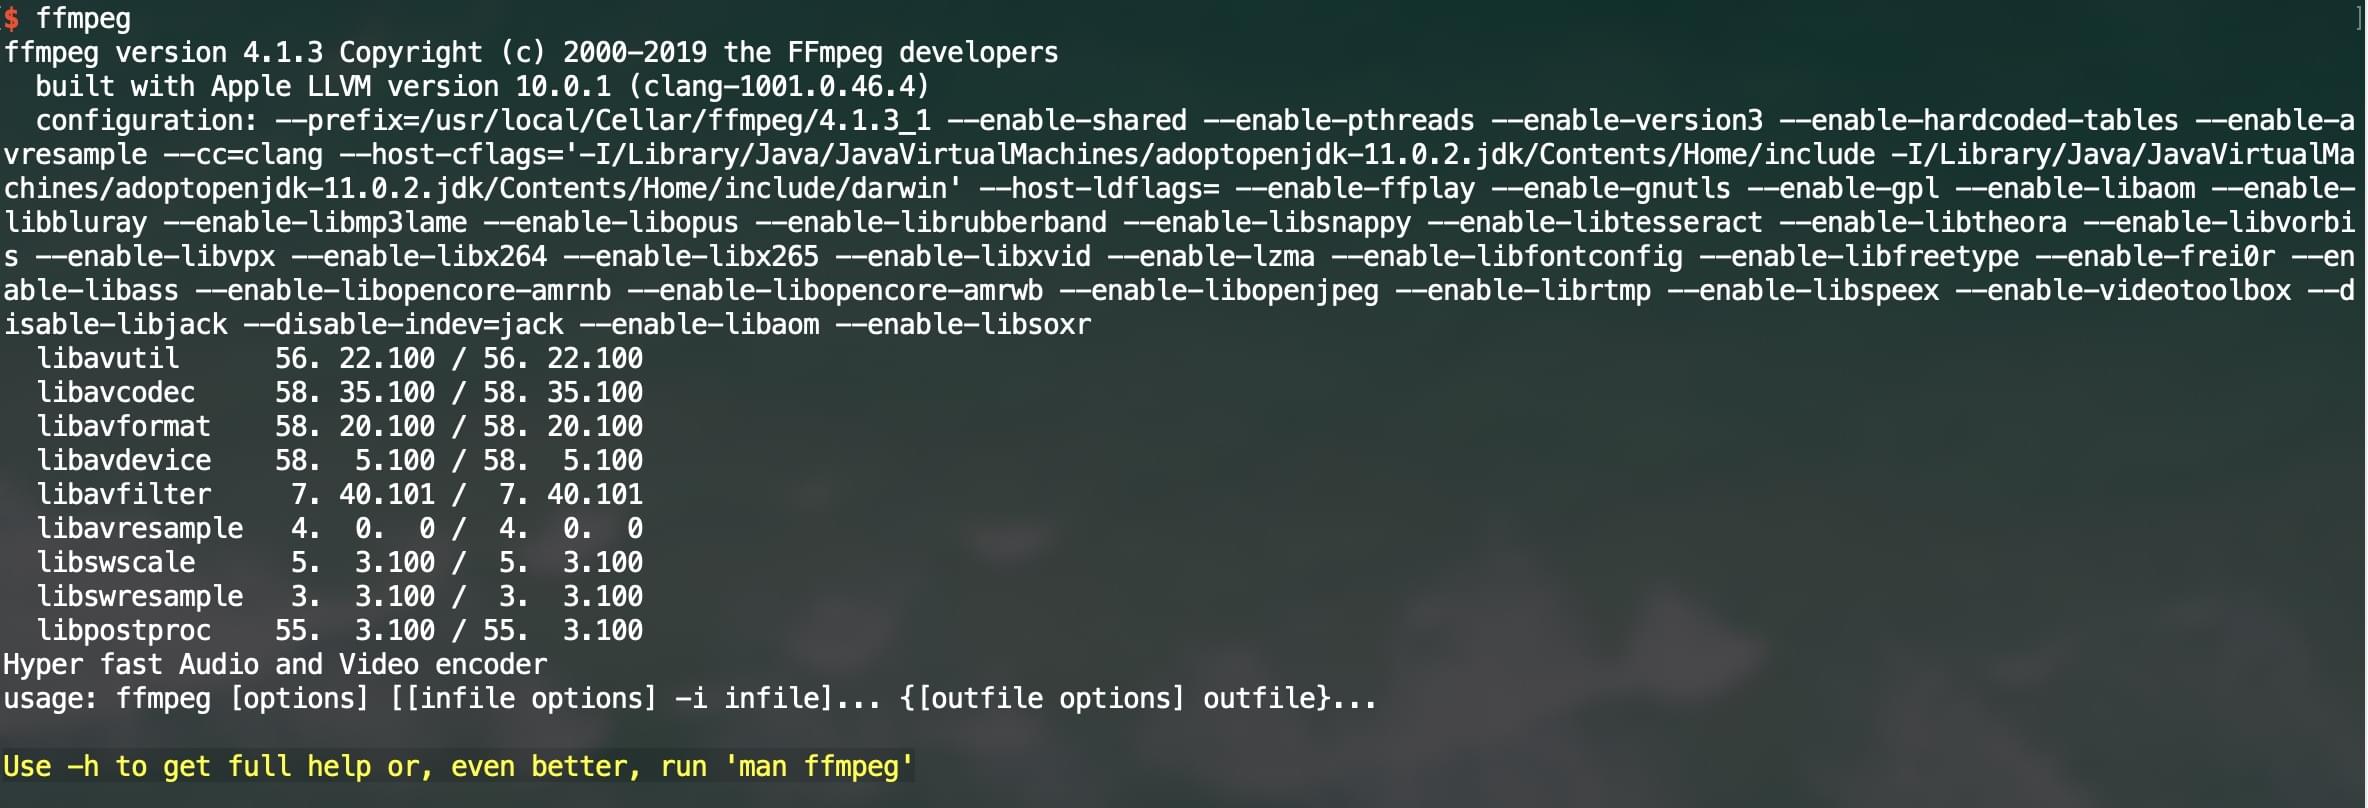 $ ffmpeg
ffmpeg version 4.1.3 Copyright (c) 2000-2019 the FFmpeg developers
  built with Apple LLVM version 10.0.1 (clang-1001.0.46.4)
  configuration: --prefix=/usr/local/Cellar/ffmpeg/4.1.3_1 --enable-shared --enable-pthreads --enable-version3 --enable-hardcoded-tables --enable-a
vresample --cc=clang --host-cflags='-I/Library/Java/JavaVirtualMachines/adoptopenjdk-11.0.2.jdk/Contents/Home/include -I/Library/Java/JavaVirtualMa
chines/adoptopenjdk-11.0.2.jdk/Contents/Home/include/darwin' --host-ldflags= --enable-ffplay --enable-gnutls --enable-gpl --enable-libaom --enable-
libbluray --enable-libmp3lame --enable-libopus --enable-librubberband --enable-libsnappy --enable-libtesseract --enable-libtheora --enable-libvorbi
s --enable-libvpx --enable-libx264 --enable-libx265 --enable-libxvid --enable-lzma --enable-libfontconfig --enable-libfreetype --enable-frei0r --en
able-libass --enable-libopencore-amrnb --enable-libopencore-amrwb --enable-libopenjpeg --enable-librtmp --enable-libspeex --enable-videotoolbox --d
isable-libjack --disable-indev=jack --enable-libaom --enable-libsoxr
  libavutil      56. 22.100 / 56. 22.100
  libavcodec     58. 35.100 / 58. 35.100
  libavformat    58. 20.100 / 58. 20.100
  libavdevice    58.  5.100 / 58.  5.100
  libavfilter     7. 40.101 /  7. 40.101
  libavresample   4.  0.  0 /  4.  0.  0
  libswscale      5.  3.100 /  5.  3.100
  libswresample   3.  3.100 /  3.  3.100
  libpostproc    55.  3.100 / 55.  3.100
Hyper fast Audio and Video encoder
usage: ffmpeg [options] [[infile options] -i infile]... {[outfile options] outfile}...
Use -h to get full help or, even better, run 'man ffmpeg'